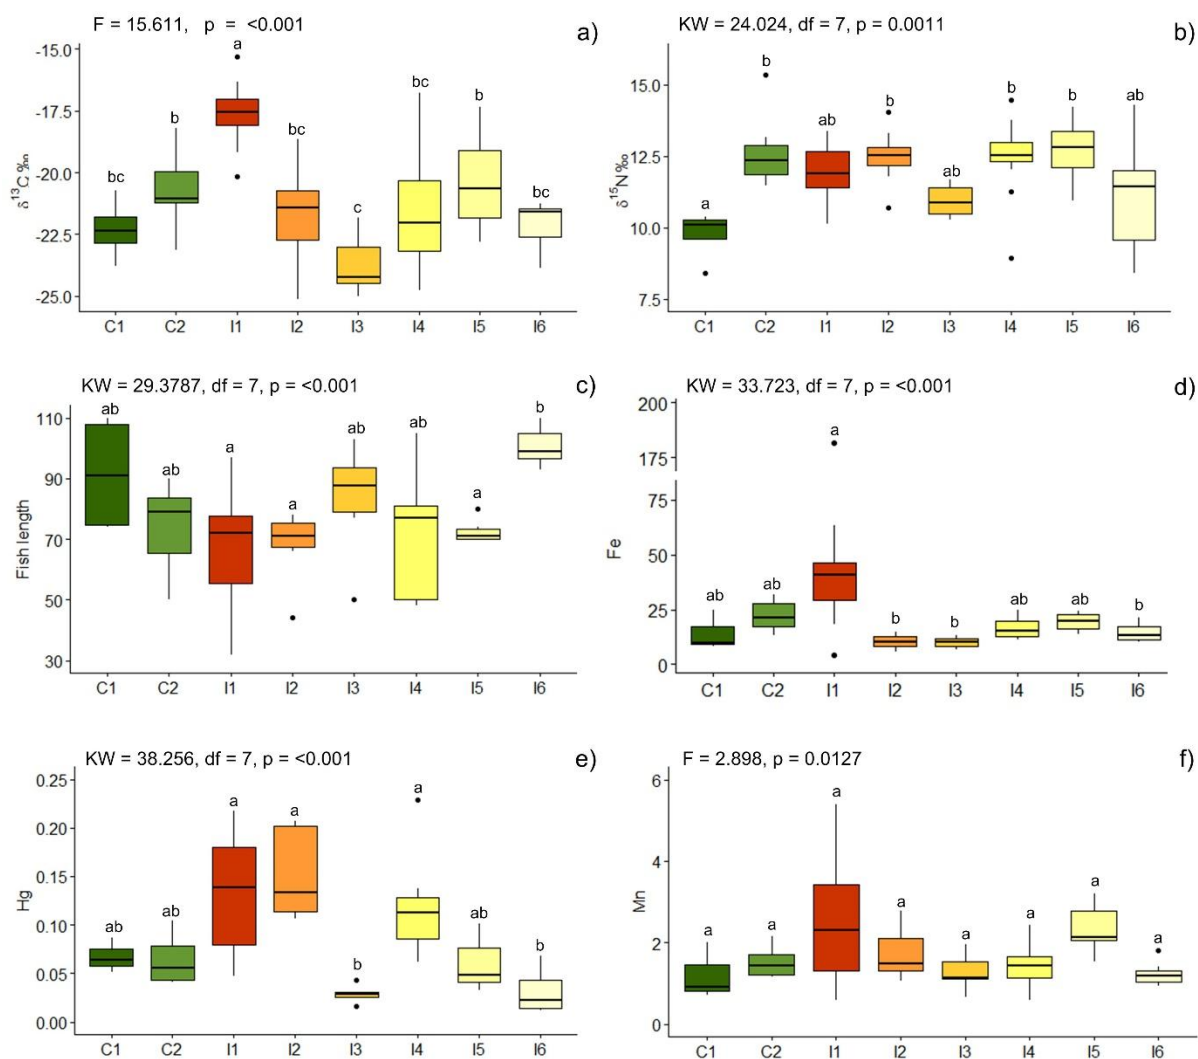 F = 15.611, p = <0.001
a)
δ13C.‰
-15.0
-17.5
-20.0
-22.5
-25.0
bc
b
a
bc
c
bc
b
bc
C1 C2 I1 I2 I3 I4 I5 I6
KW = 24.024, df = 7, p = 0.0011
b)
δ15N‰
15.0
12.5
10.0
7.5
a
b
ab
b
ab
b
b
ab
C1 C2 I1 I2 I3 I4 I5 I6
KW = 29.3787, df = 7, p = <0.001
c)
Fish length
110
90
70
50
30
ab
ab
a
a
ab
ab
a
b
C1 C2 I1 I2 I3 I4 I5 I6
KW = 33.723, df = 7, p = <0.001
d)
Fe
200
175
75
50
25
0
ab
ab
a
b
b
ab
ab
b
C1 C2 I1 I2 I3 I4 I5 I6
KW = 38.256, df = 7, p = <0.001
e)
Hg
0.25
0.20
0.15
0.10
0.05
0.00
ab
ab
a
a
b
a
ab
b
C1 C2 I1 I2 I3 I4 I5 I6
F = 2.898, p = 0.0127
f)
Mn
6
4
2
0
a
a
a
a
a
a
a
a
C1 C2 I1 I2 I3 I4 I5 I6